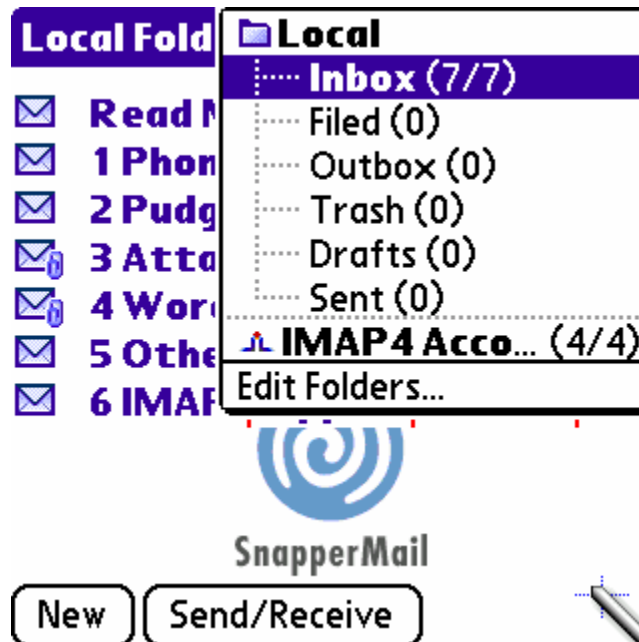 Local Fold
Local
Inbox (7/7)
Filed (0)
Outbox (0)
Trash (0)
Drafts (0)
Sent (0)
IMAP4 Acco... (4/4)
Edit Folders...
Read
1 Phon
2 Pudg
3 Atta
4 Wor
5 Othe
6 IMAP
SnapperMail
New
Send/Receive